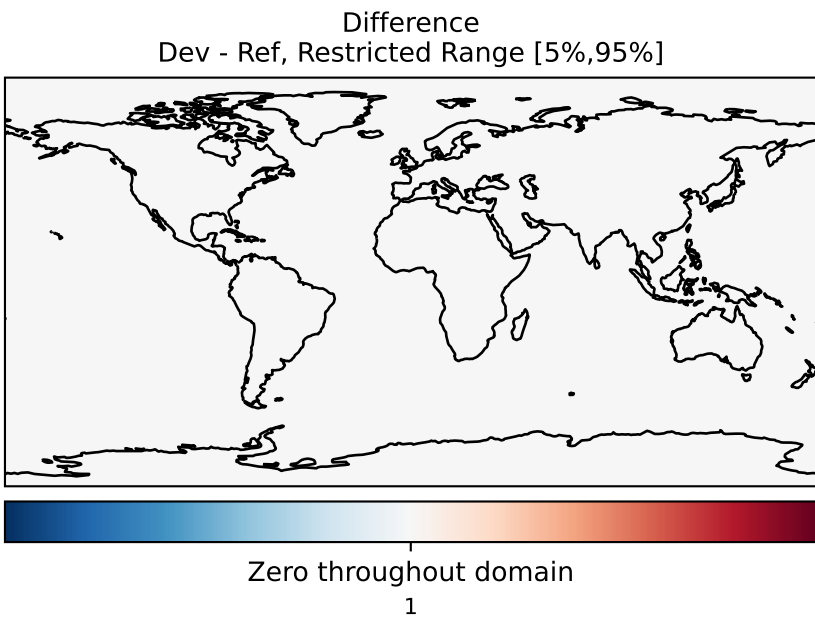 Difference
Dev - Ref, Restricted Range [5%,95%]
Zero throughout domain
1